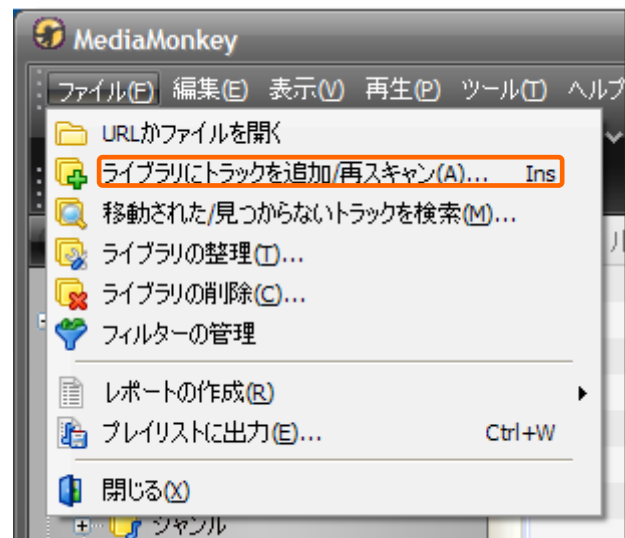 MediaMonkey
ファイル(F) 編集(E) 表示(V) 再生(P) ツール(T) ヘルプ
URLかファイルを開く
ライブラリにトラックを追加/再スキャン(A)... Ins
移動された/見つからないトラックを検索(M)...
ライブラリの整理(T)...
ライブラリの削除(C)...
フィルターの管理
レポートの作成(R)
プレイリストに出力(E)... Ctrl+W
閉じる(X)
ジャンル